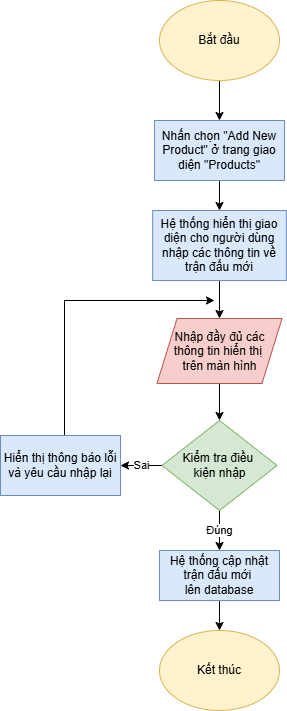 Bắt đầu
Nhấn chọn "Add New
Product" ở trang giao
diện "Products"
Hệ thống hiển thị giao
diện cho người dùng
nhập các thông tin về
trận đấu mới
Nhập đầy đủ các
thông tin hiển thị
trên màn hình
Kiểm tra điều
kiện nhập
Sai
Hiển thị thông báo lỗi
và yêu cầu nhập lại
Đúng
Hệ thống cập nhật
trận đấu mới
lên database
Kết thúc